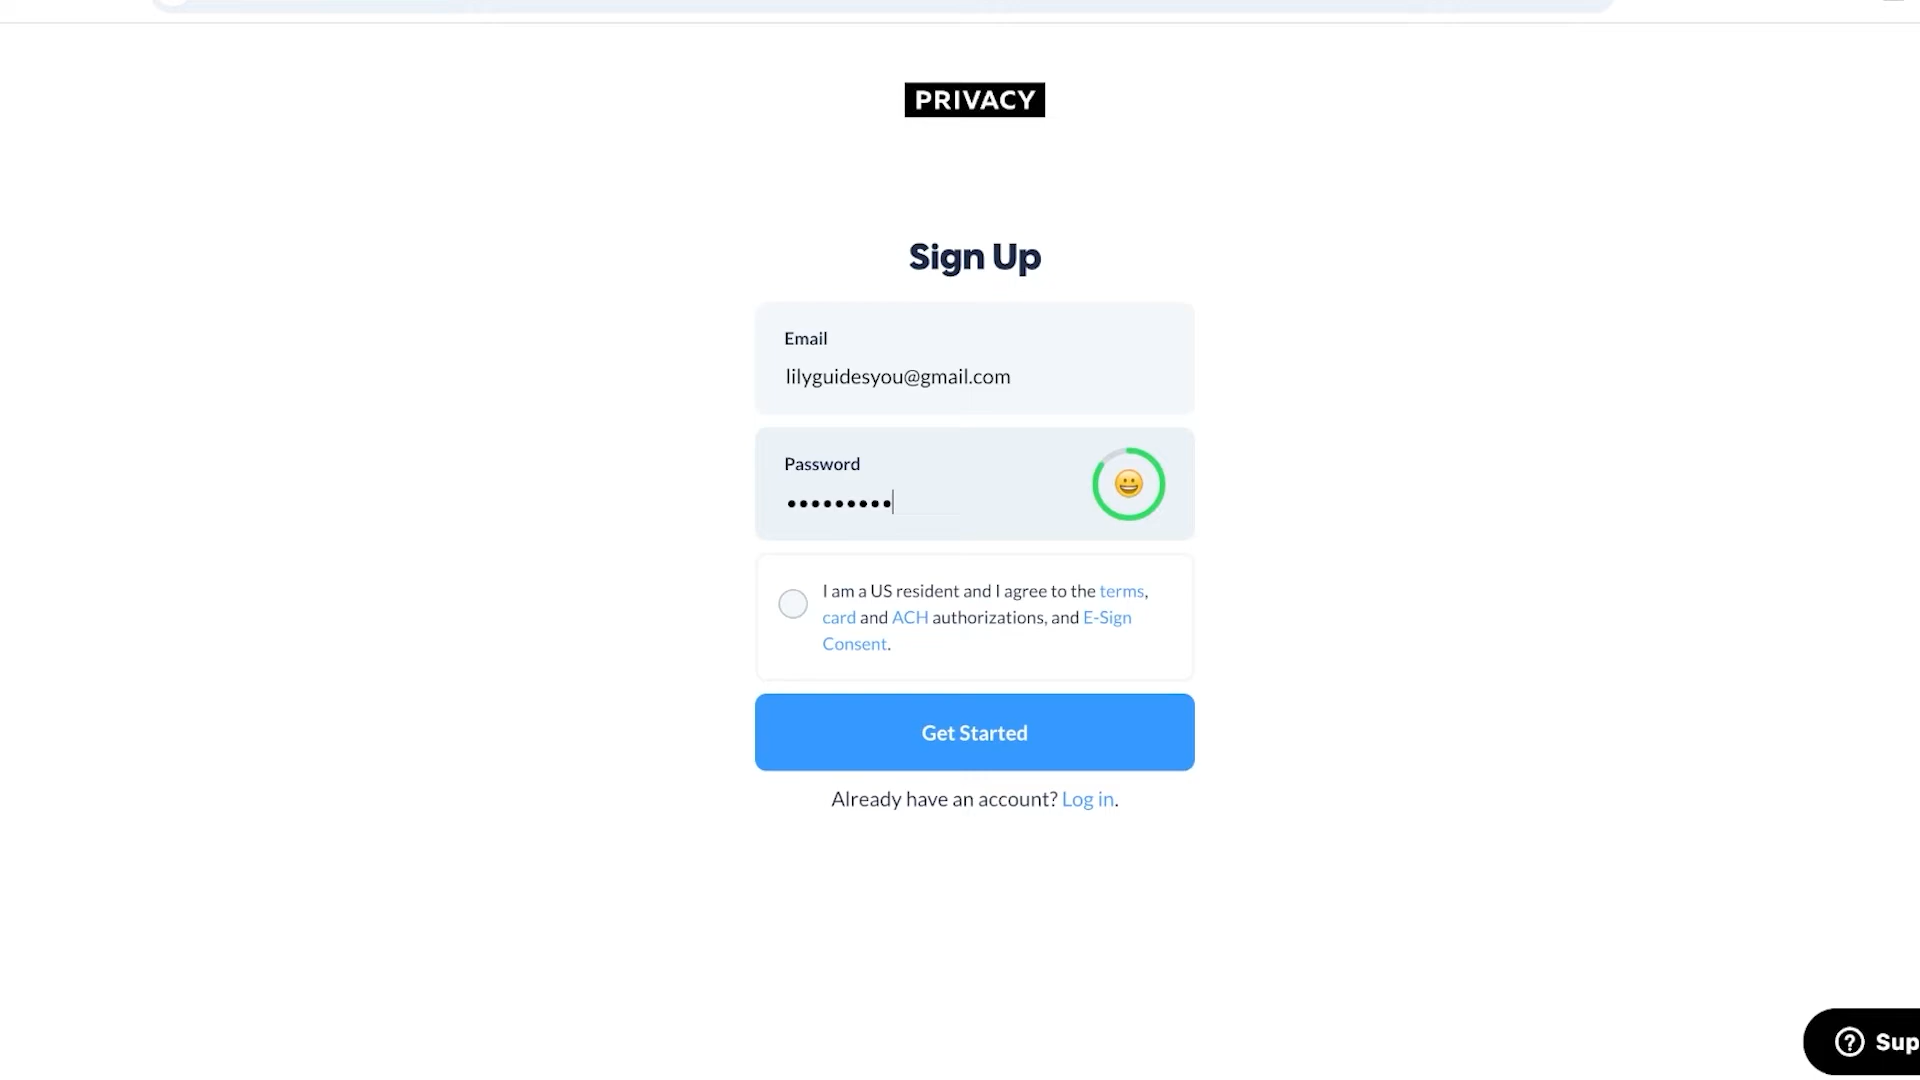 PRIVACY
Sign Up
Email
lilyguidesyou@gmail.com
Password
I am a US resident and I agree to the terms,
card and ACH authorizations, and E-Sign
Consent.
Get Started
Already have an account? Log in.
Sup